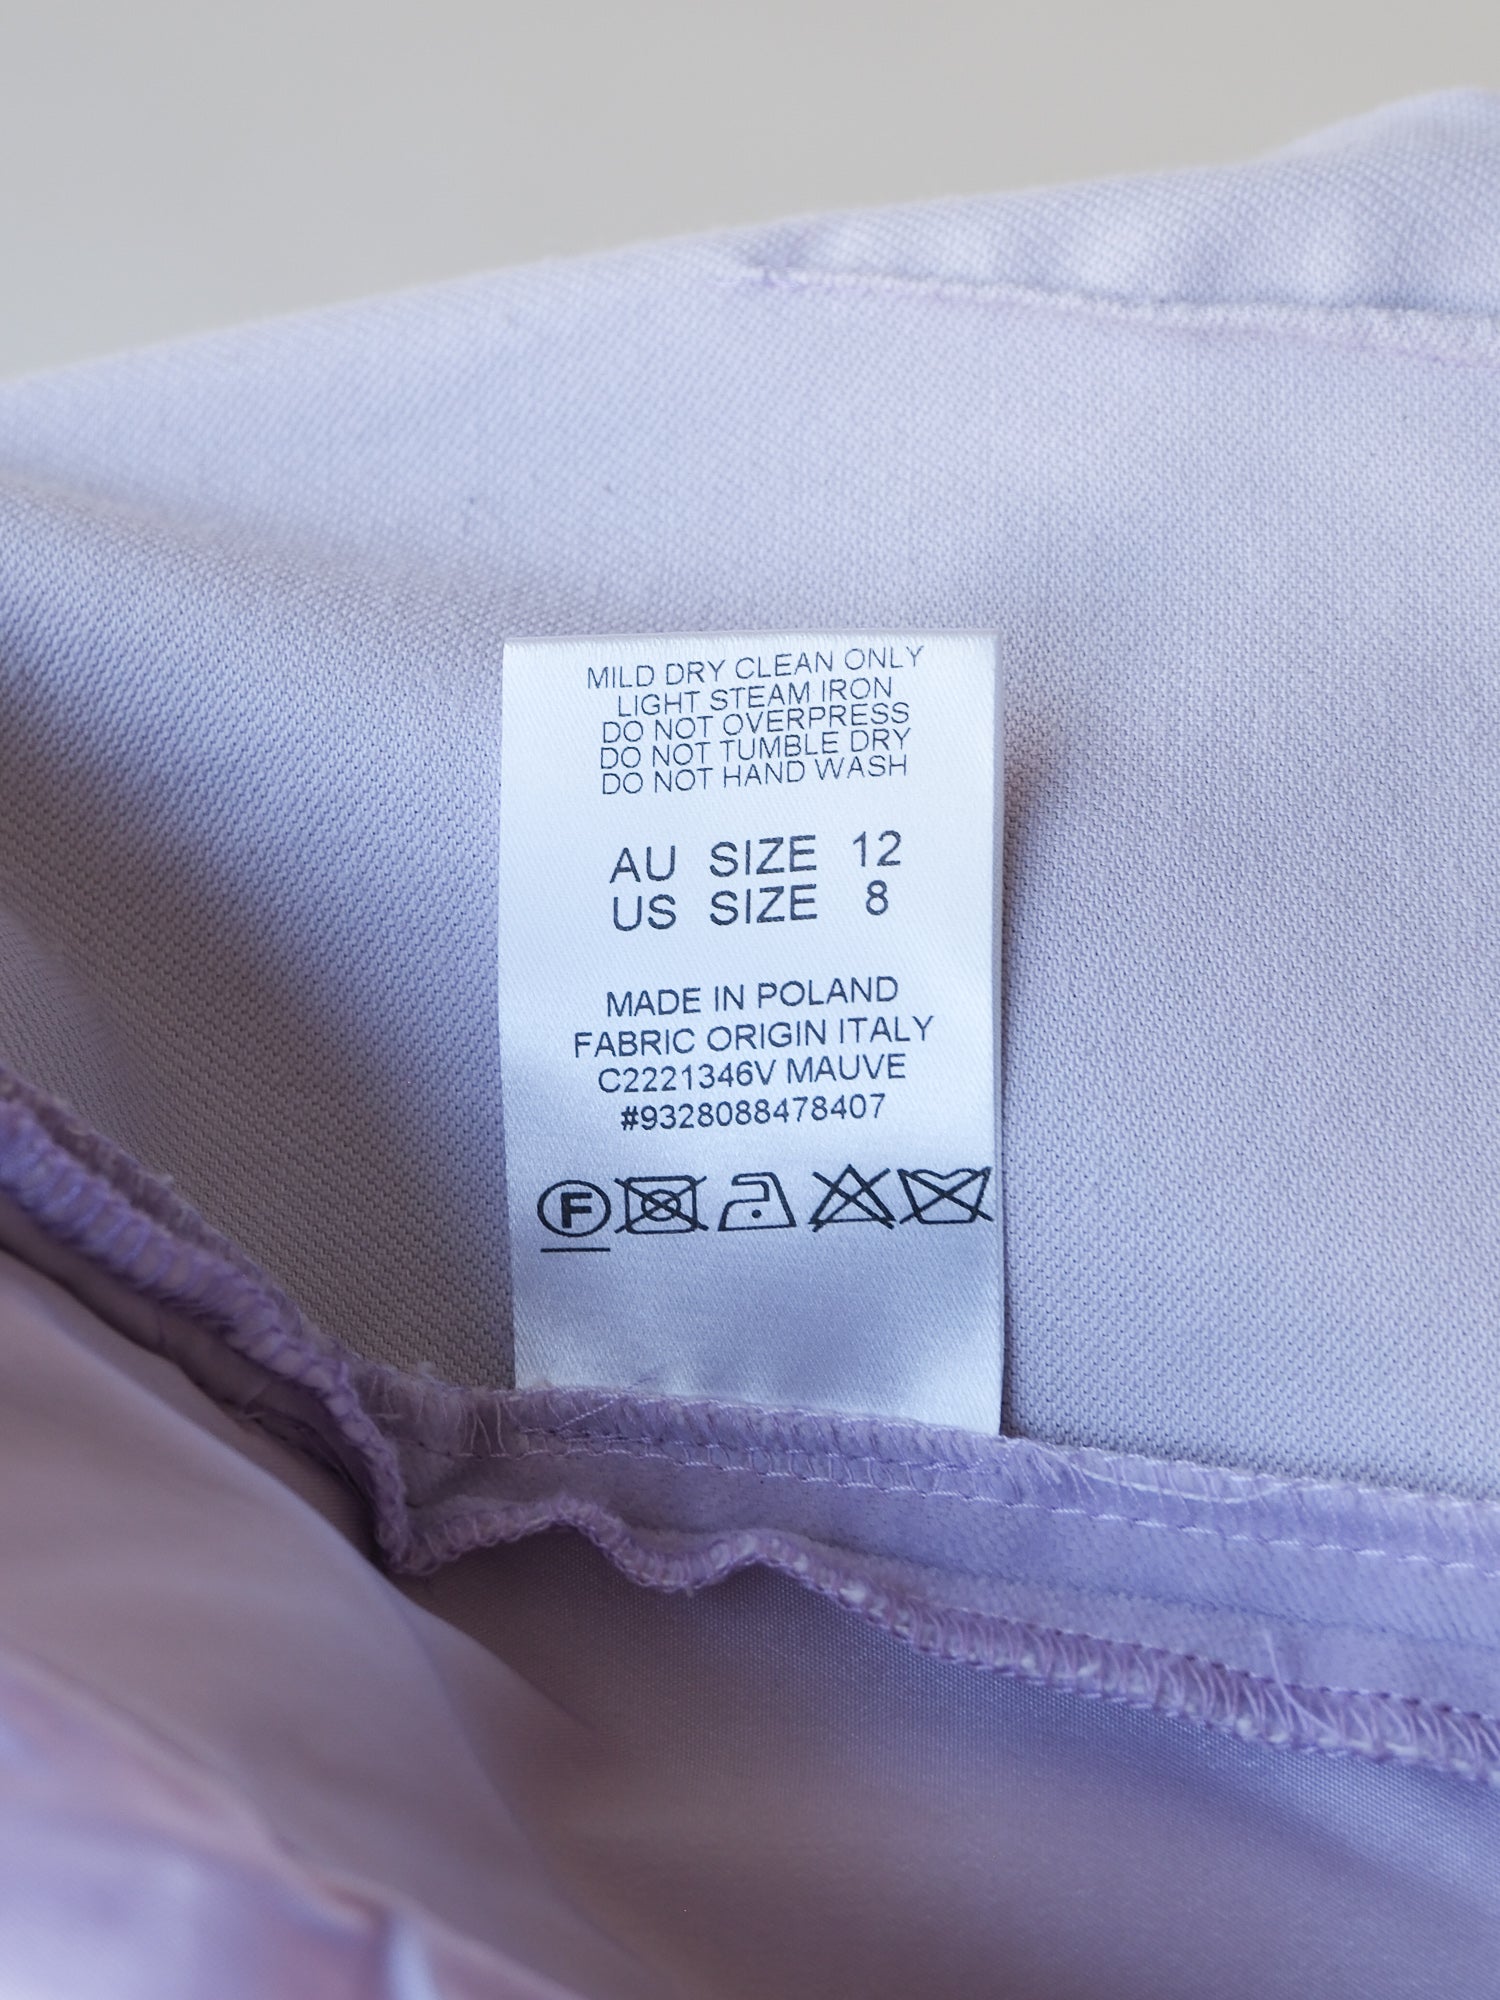 MILD DRY CLEAN ONLY
LIGHT STEAM IRON
DO NOT OVERPRESS
DO NOT TUMBLE DRY
DO NOT HAND WASH
AU SIZE 12
US SIZE 8
MADE IN POLAND
FABRIC ORIGIN ITALY
C2221346V MAUVE
#9328088478407
F